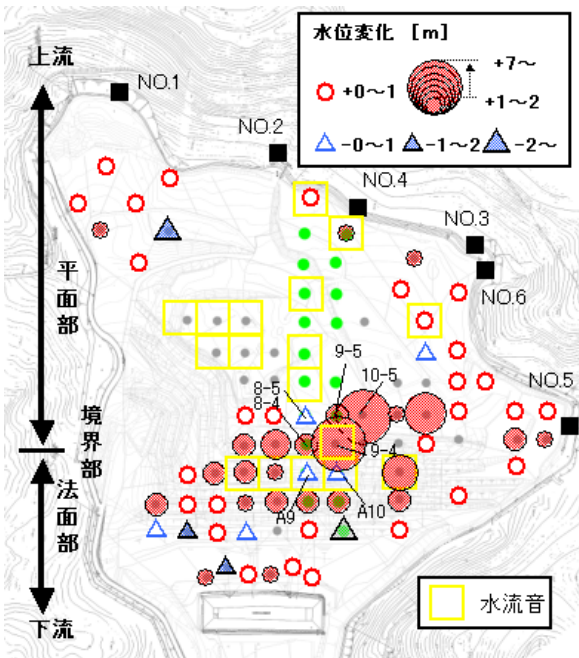 水位変化 [m]
+7～
+0～1
+1～2
-0～1
-1～2
-2～
上流
NO.1
NO.2
NO.4
NO.3
NO.6
平面部
9-5
10-5
8-5
8-4
NO.5
境界部
9-4
法面部
A9
A10
水流音
下流